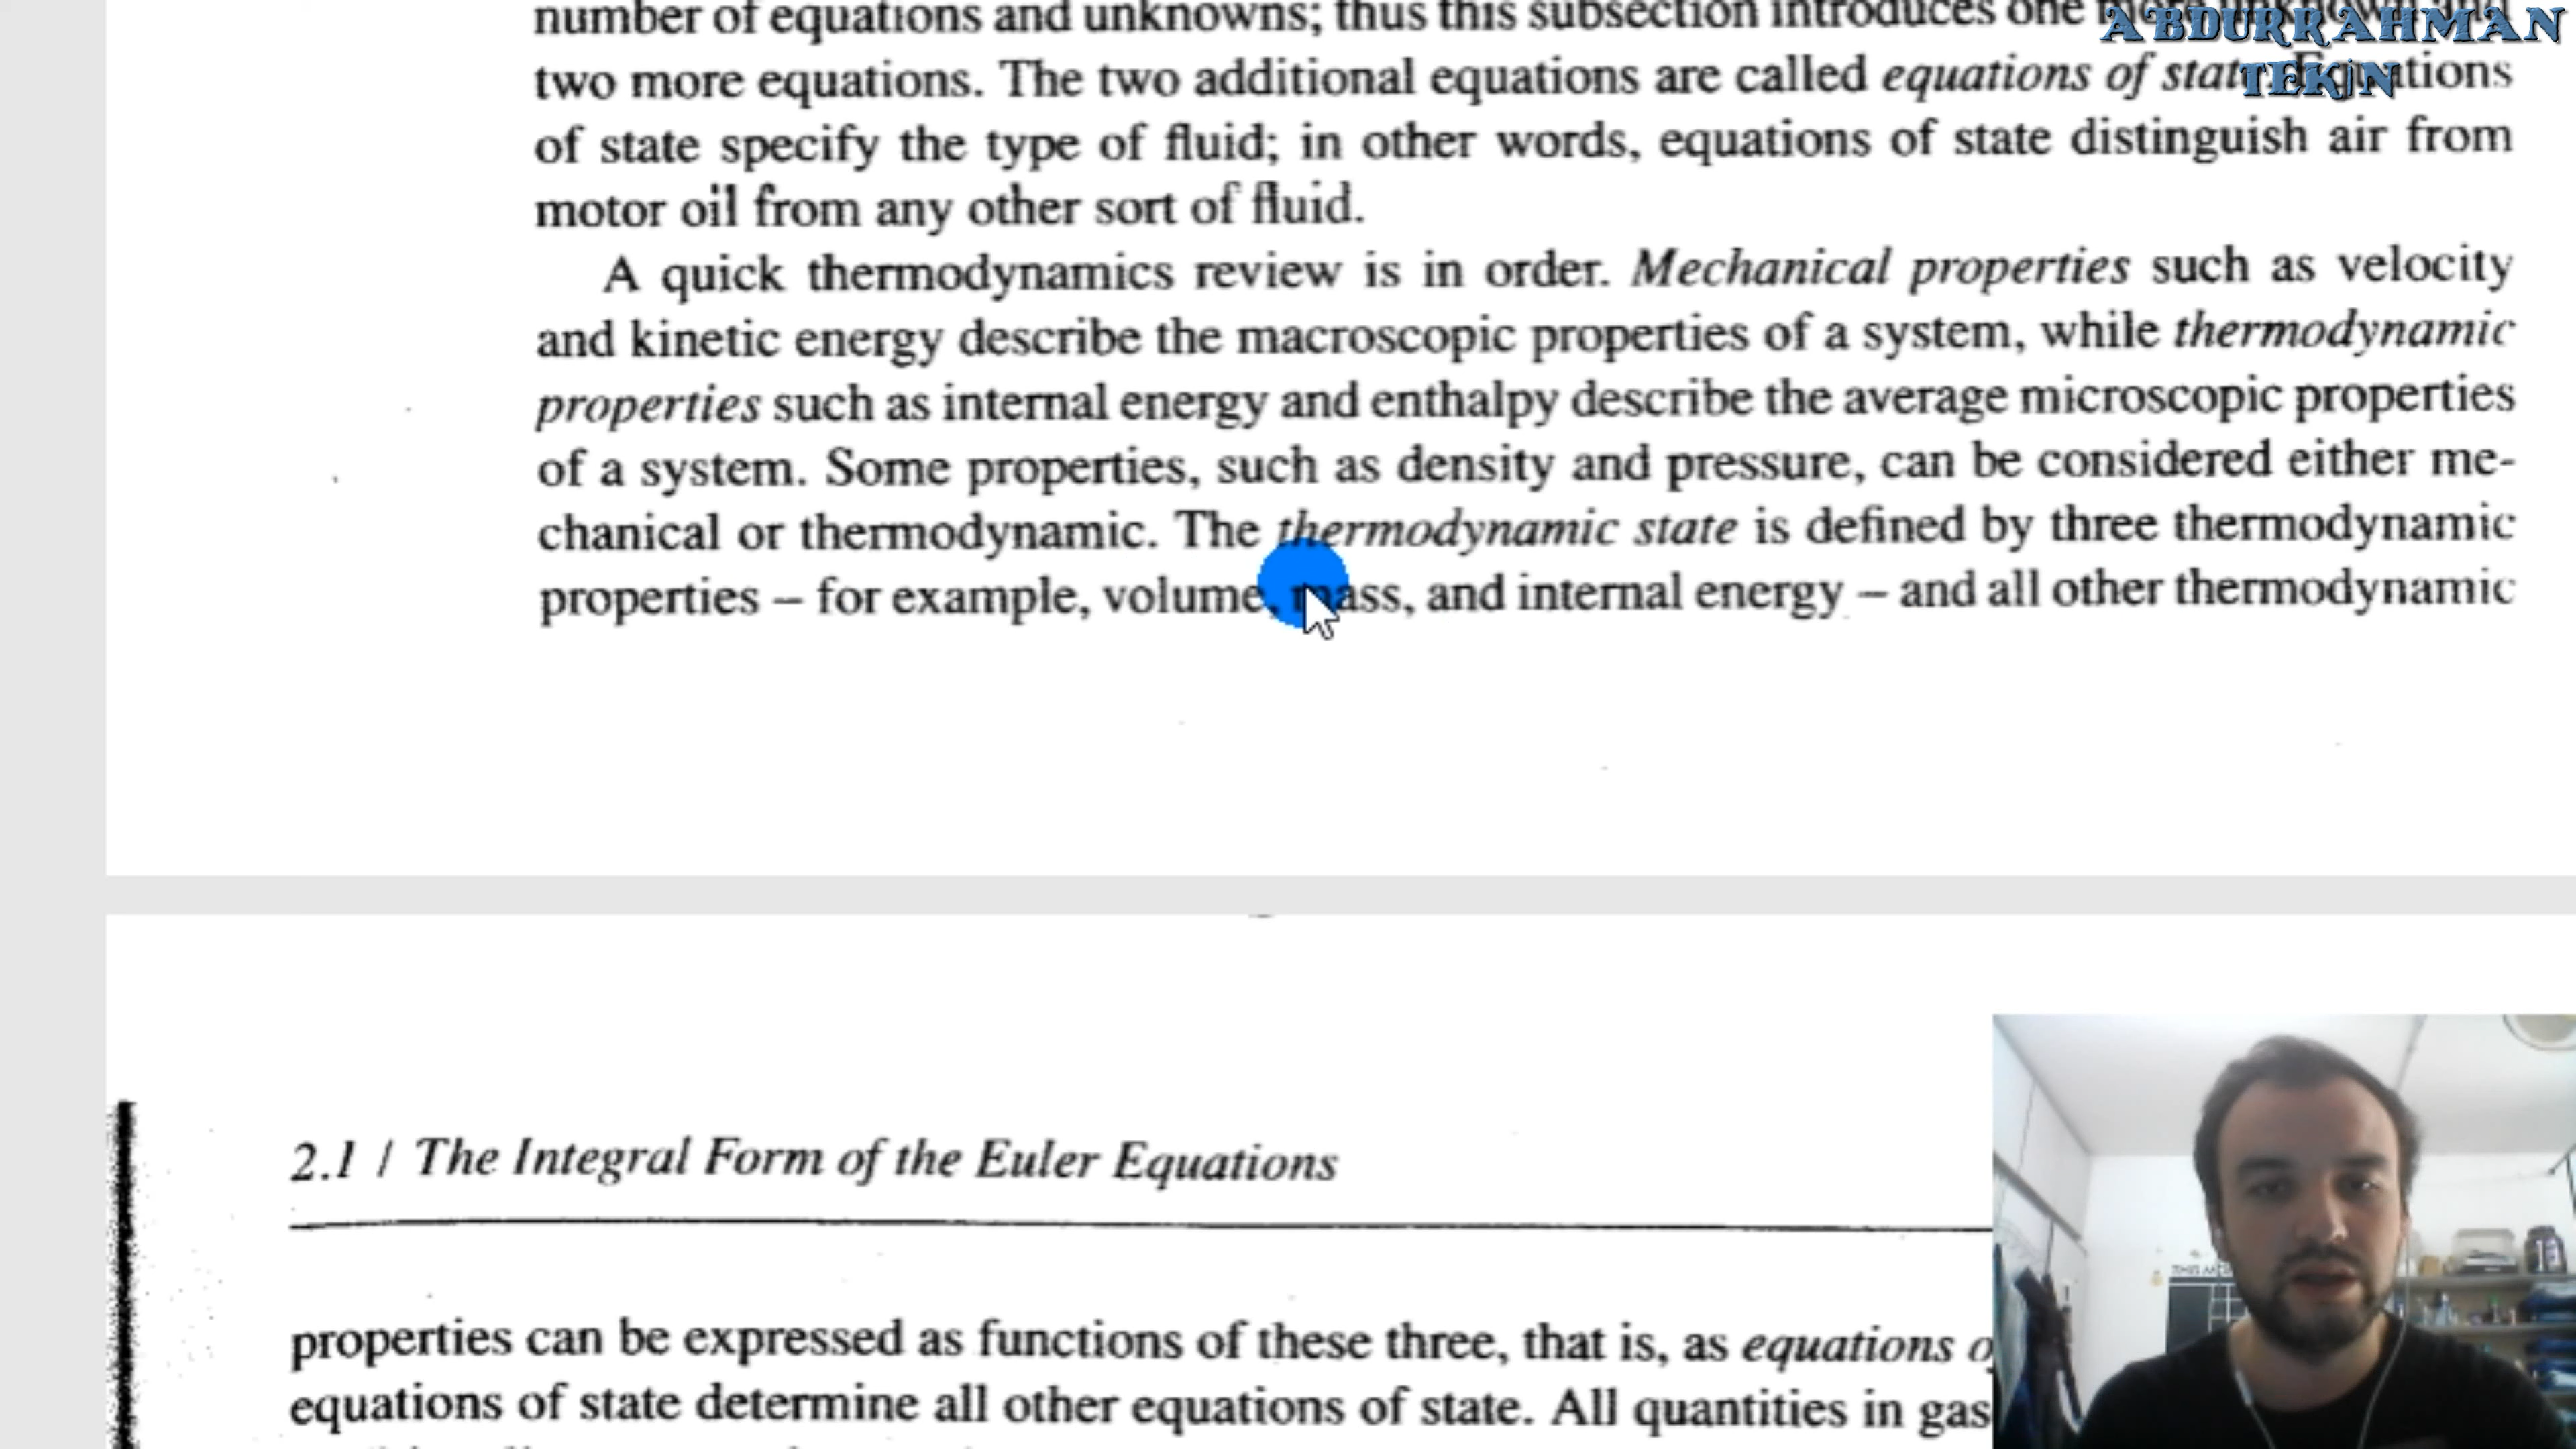 number of equations and unknowns; thus this subsection introduces one
ABDURRAHMAN
TEKİN
two more equations. The two additional equations are called equations of state. Equations
of state specify the type of fluid; in other words, equations of state distinguish air from
motor oil from any other sort of fluid.
A quick thermodynamics review is in order. Mechanical properties such as velocity
and kinetic energy describe the macroscopic properties of a system, while thermodynamic
properties such as internal energy and enthalpy describe the average microscopic properties
of a system. Some properties, such as density and pressure, can be considered either me-
chanical or thermodynamic. The thermodynamic state is defined by three thermodynamic
properties – for example, volume, mass, and internal energy – and all other thermodynamic
2.1 / The Integral Form of the Euler Equations
properties can be expressed as functions of these three, that is, as equations
equations of state determine all other equations of state. All quantities in gas